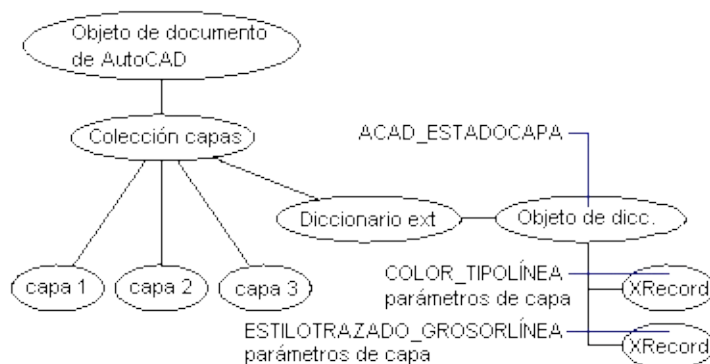 Objeto de documento
de AutoCAD
Colección capas
ACAD_ESTADOCAPA
Diccionario ext
Objeto de dicc.
capa 1
capa 2
capa 3
COLOR_TIPOLÍNEA
parámetros de capa
XRecord
ESTILOTRAZADO_GROSORLÍNEA
parámetros de capa
XRecord